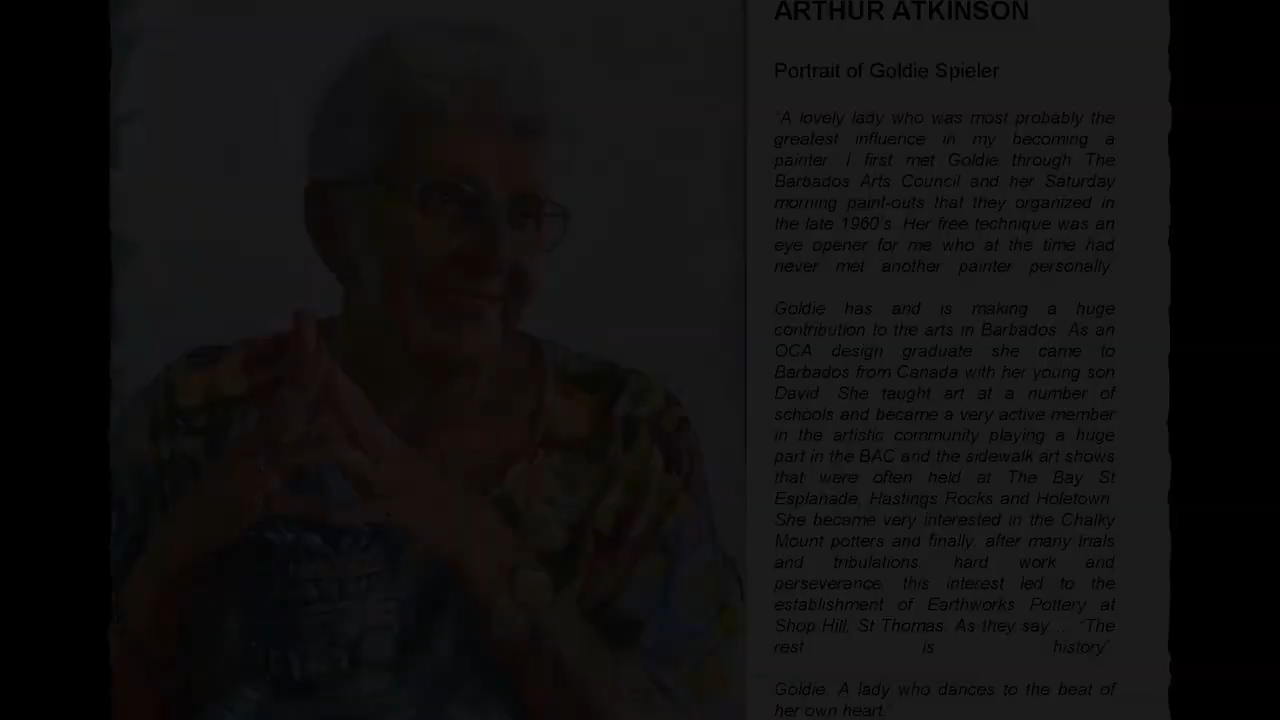 ARTHUR ATKINSON
Portrait of Goldie Spieler
"A lovely lady who was most probably the
greatest influence in my becoming a
painter. I first met Goldie through The
Barbados Arts Council and her Saturday
morning paint-outs that they organized in
the late 1960's. Her free technique was an
eye opener for me who at the time had
never met another painter personally.
Goldie has and is making a huge
contribution to the arts in Barbados. As an
OCA design graduate she came to
Barbados from Canada with her young son
David. She taught art at a number of
schools and became a very active member
in the artistic community playing a huge
part in the BAC and the sidewalk art shows
that were often held at The Bay St
Esplanade, Hastings Rocks and Holetown.
She became very interested in the Chalky
Mount potters and finally, after many trials
and tribulations, hard work and
perseverance, this interest led to the
establishment of Earthworks Pottery at
Shop Hill, St Thomas. As they say ... "The
rest is history".
Goldie. A lady who dances to the beat of
her own heart."